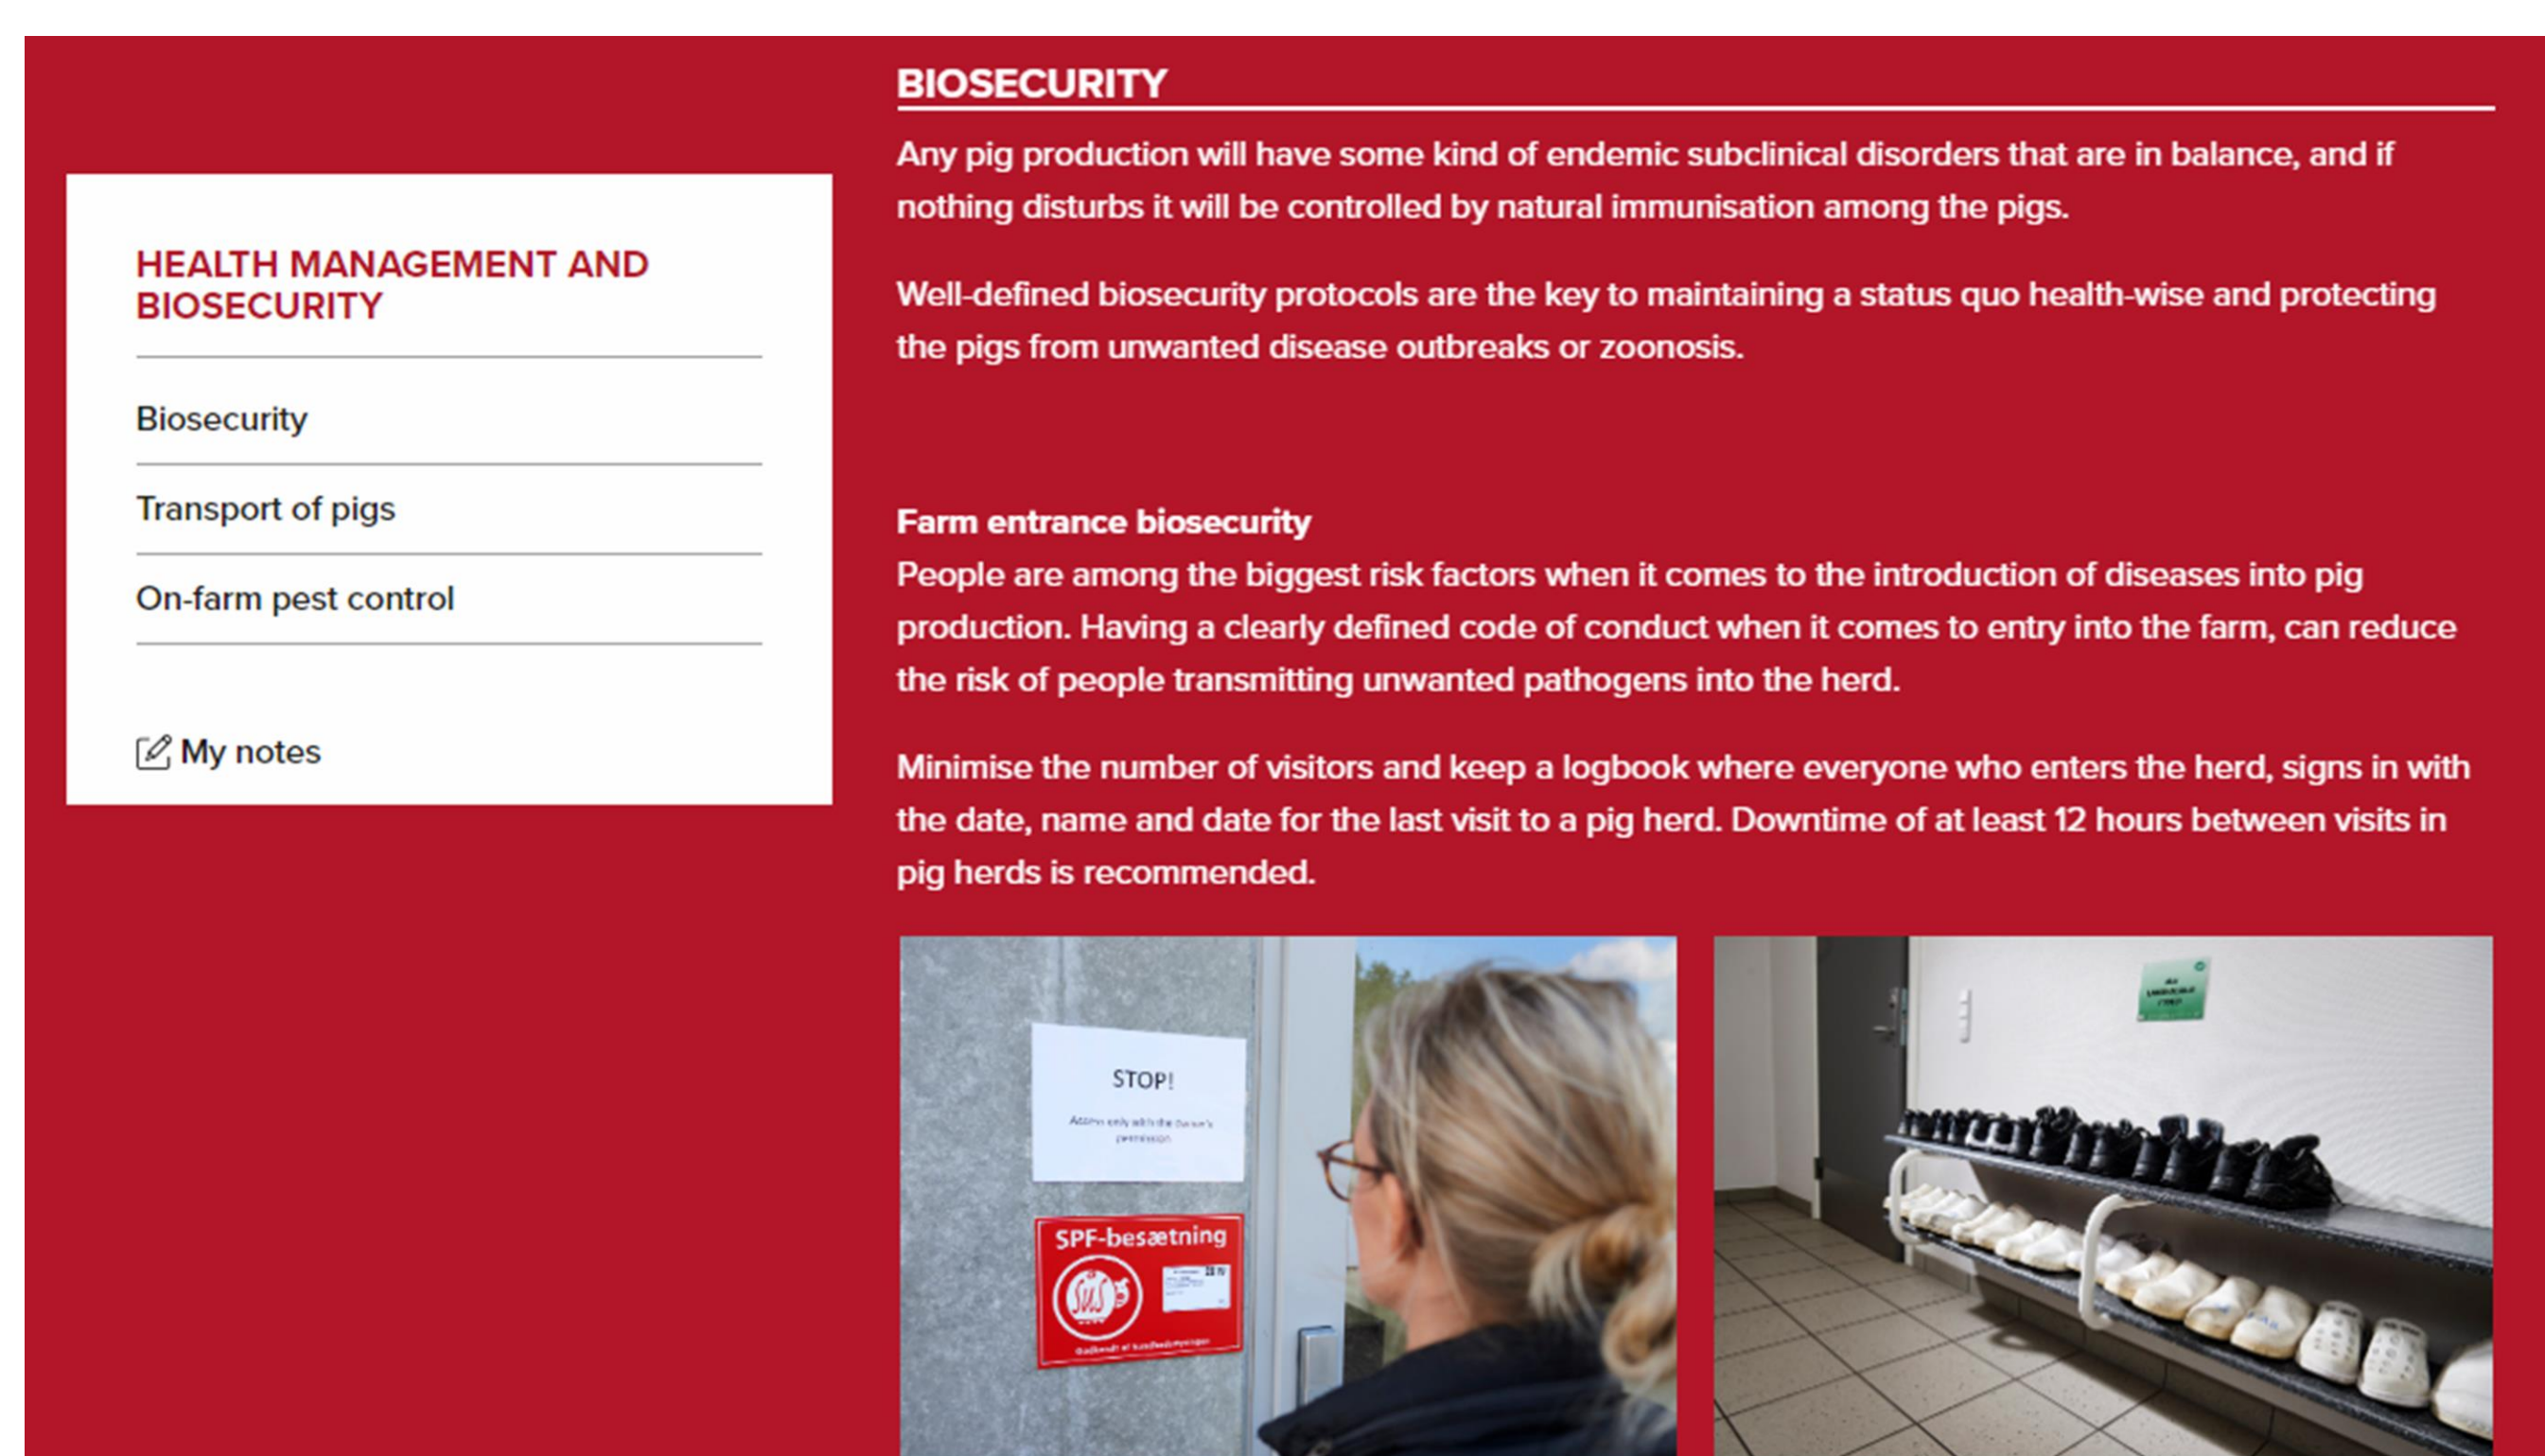 BIOSECURITY
Any pig production will have some kind of endemic subclinical disorders that are in balance, and if
nothing disturbs it will be controlled by natural immunisation among the pigs.
Well-defined biosecurity protocols are the key to maintaining a status quo health-wise and protecting
the pigs from unwanted disease outbreaks or zoonosis.
HEALTH MANAGEMENT AND
BIOSECURITY
Biosecurity
Transport of pigs
On-farm pest control
My notes
Farm entrance biosecurity
People are among the biggest risk factors when it comes to the introduction of diseases into pig
production. Having a clearly defined code of conduct when it comes to entry into the farm, can reduce
the risk of people transmitting unwanted pathogens into the herd.
Minimise the number of visitors and keep a logbook where everyone who enters the herd, signs in with
the date, name and date for the last visit to a pig herd. Downtime of at least 12 hours between visits in
pig herds is recommended.
STOP!
Access only with the Owner's
permission
SPF-besætning
SUS